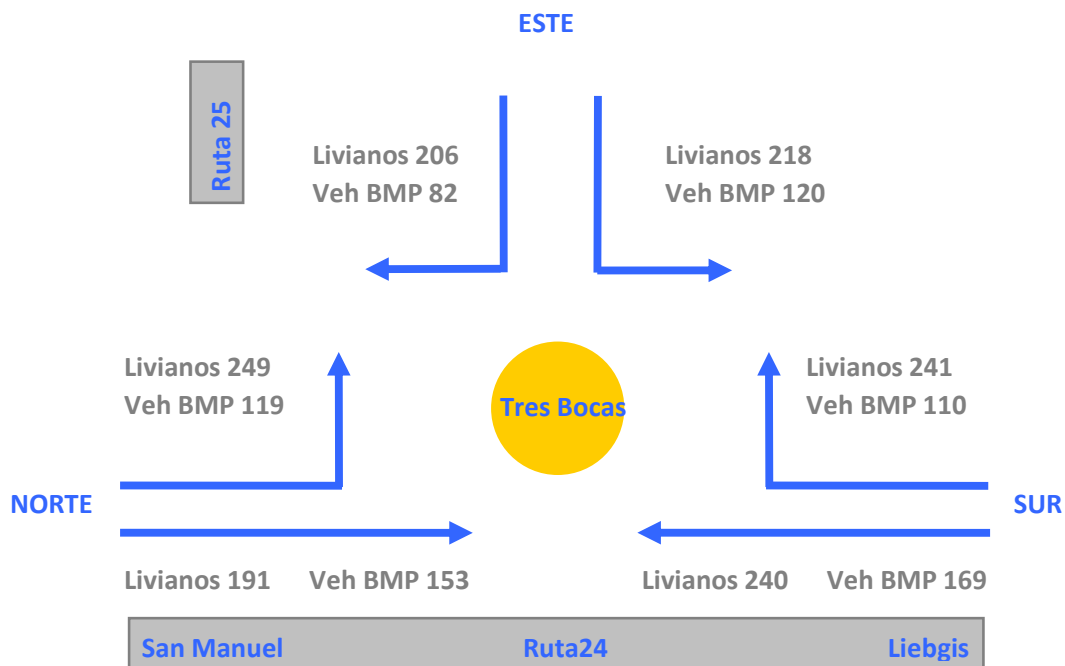 ESTE
Ruta 25
Livianos 206
Veh BMP 82
Livianos 218
Veh BMP 120
Livianos 249
Veh BMP 119
Tres Bocas
Livianos 241
Veh BMP 110
NORTE
SUR
Livianos 191 Veh BMP 153
Livianos 240 Veh BMP 169
San Manuel Ruta24 Liebgis